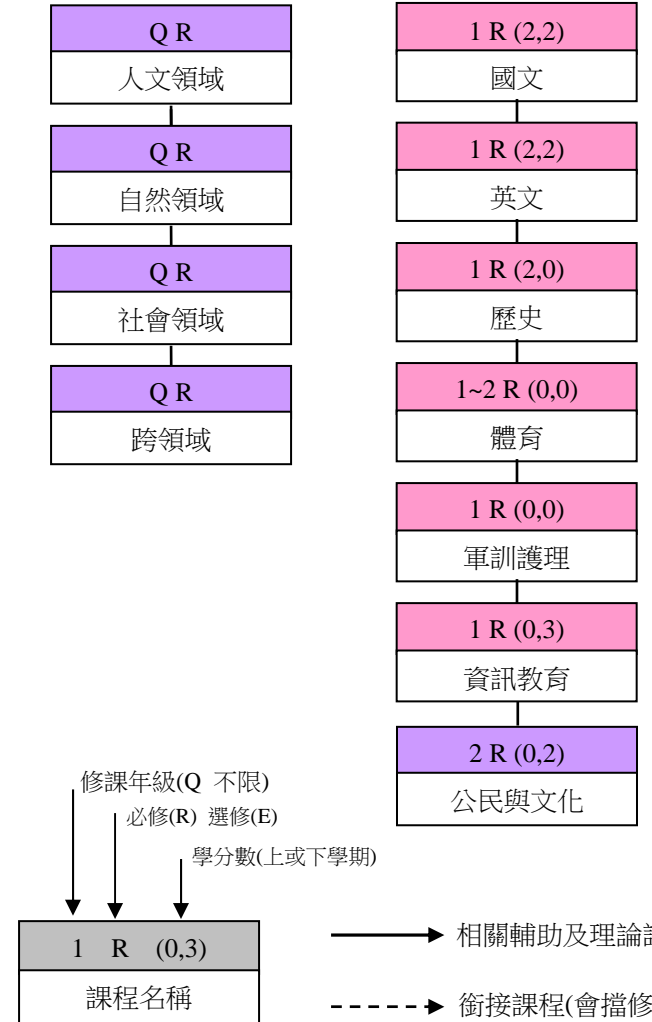 Q R
人文領域
Q R
自然領域
Q R
社會領域
Q R
跨領域
1 R (2,2)
國文
1 R (2,2)
英文
1 R (2,0)
歷史
1~2 R (0,0)
體育
1 R (0,0)
軍訓護理
1 R (0,3)
資訊教育
2 R (0,2)
公民與文化
修課年級(Q 不限)
必修(R) 選修(E)
學分數(上或下學期)
1 R (0,3)
課程名稱
相關輔助及理論
銜接課程(會擋修